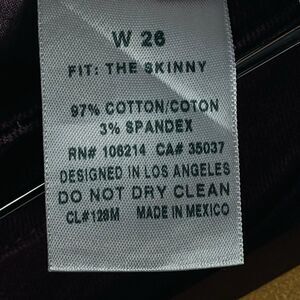 W 26
FIT: THE SKINNY
97% COTTON/COTON
3% SPANDEX
RN# 106214 CA# 35037
DESIGNED IN LOS ANGELES
DO NOT DRY CLEAN
CL#128M MADE IN MEXICO